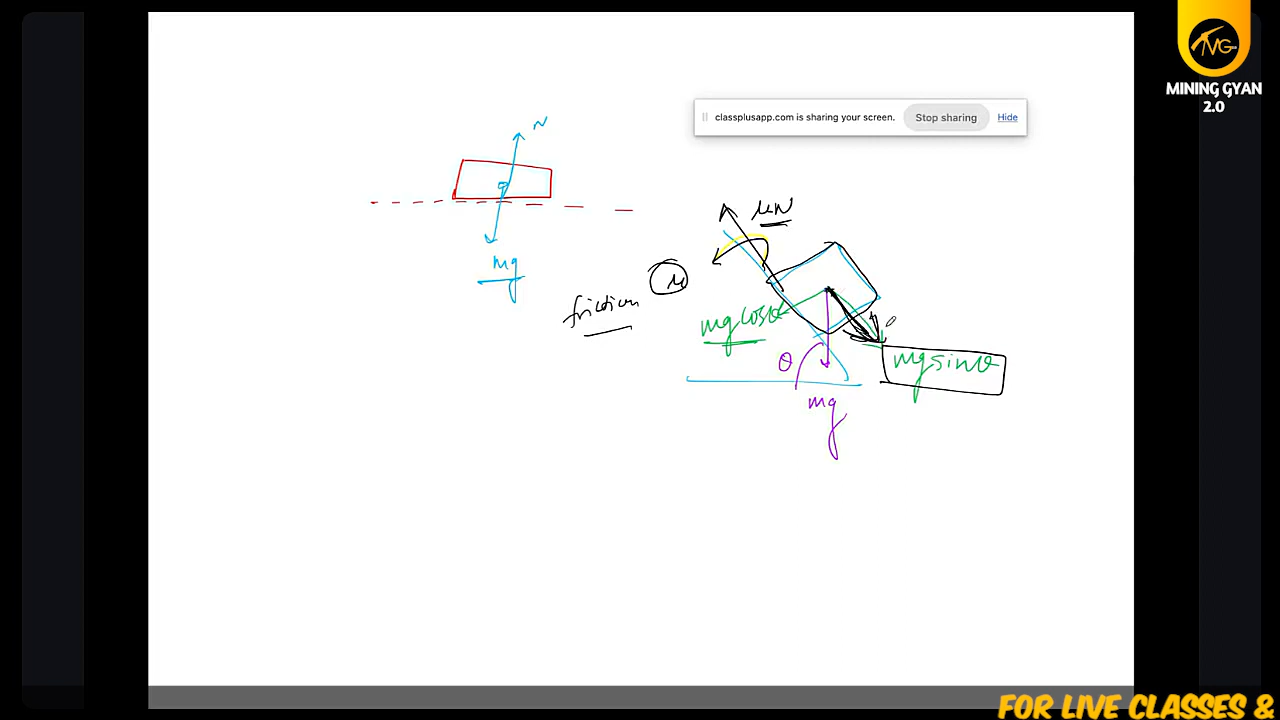 MINING GYAN
2.0
classplusapp.com is sharing your screen. Stop sharing Hide
N
mg
μN
friction μ
mg cosθ
θ
mg sinθ
mg
FOR LIVE CLASSES &